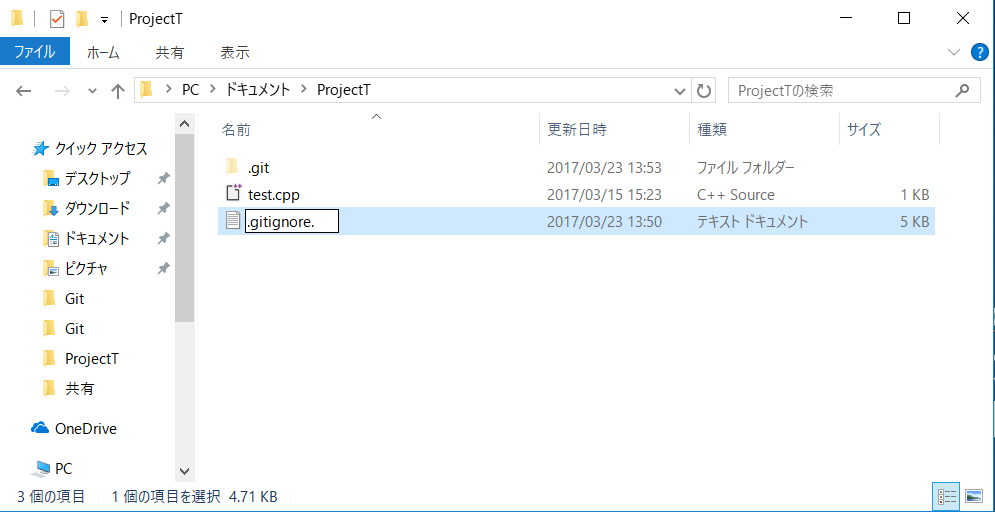 ProjectT
ファイル ホーム 共有 表示
PC ドキュメント ProjectT
ProjectTの検索
名前 更新日時 種類 サイズ
.git 2017/03/23 13:53 ファイル フォルダー
test.cpp 2017/03/15 15:23 C++ Source 1 KB
.gitignore. 2017/03/23 13:50 テキスト ドキュメント 5 KB
クイック アクセス
デスクトップ
ダウンロード
ドキュメント
ピクチャ
Git
Git
ProjectT
共有
OneDrive
PC
3 個の項目 1 個の項目を選択 4.71 KB